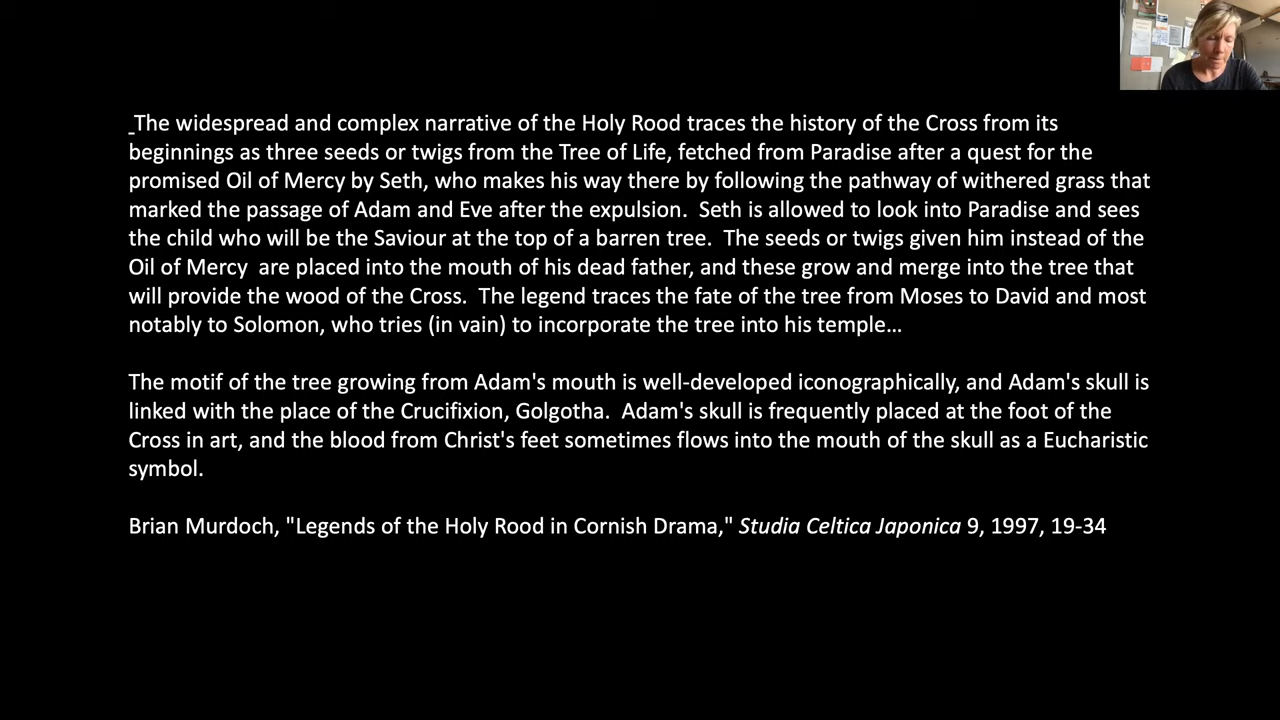 The widespread and complex narrative of the Holy Rood traces the history of the Cross from its
beginnings as three seeds or twigs from the Tree of Life, fetched from Paradise after a quest for the
promised Oil of Mercy by Seth, who makes his way there by following the pathway of withered grass that
marked the passage of Adam and Eve after the expulsion.  Seth is allowed to look into Paradise and sees
the child who will be the Saviour at the top of a barren tree.  The seeds or twigs given him instead of the
Oil of Mercy  are placed into the mouth of his dead father, and these grow and merge into the tree that
will provide the wood of the Cross.  The legend traces the fate of the tree from Moses to David and most
notably to Solomon, who tries (in vain) to incorporate the tree into his temple…
The motif of the tree growing from Adam's mouth is well-developed iconographically, and Adam's skull is
linked with the place of the Crucifixion, Golgotha.  Adam's skull is frequently placed at the foot of the
Cross in art, and the blood from Christ's feet sometimes flows into the mouth of the skull as a Eucharistic
symbol.
Brian Murdoch, "Legends of the Holy Rood in Cornish Drama," Studia Celtica Japonica 9, 1997, 19-34